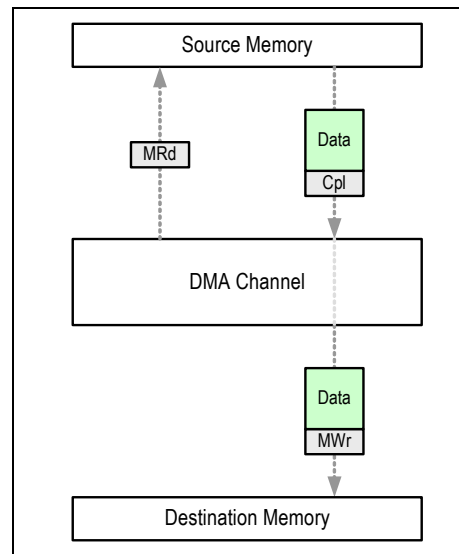 Source Memory
MRd
Data
Cpl
DMA Channel
Data
MWr
Destination Memory